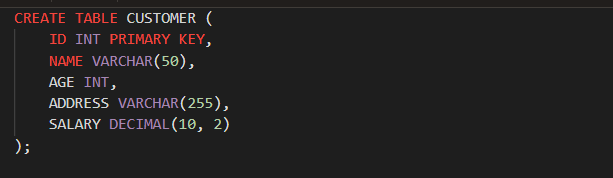 CREATE TABLE CUSTOMER (
    ID INT PRIMARY KEY,
    NAME VARCHAR(50),
    AGE INT,
    ADDRESS VARCHAR(255),
    SALARY DECIMAL(10, 2)
);